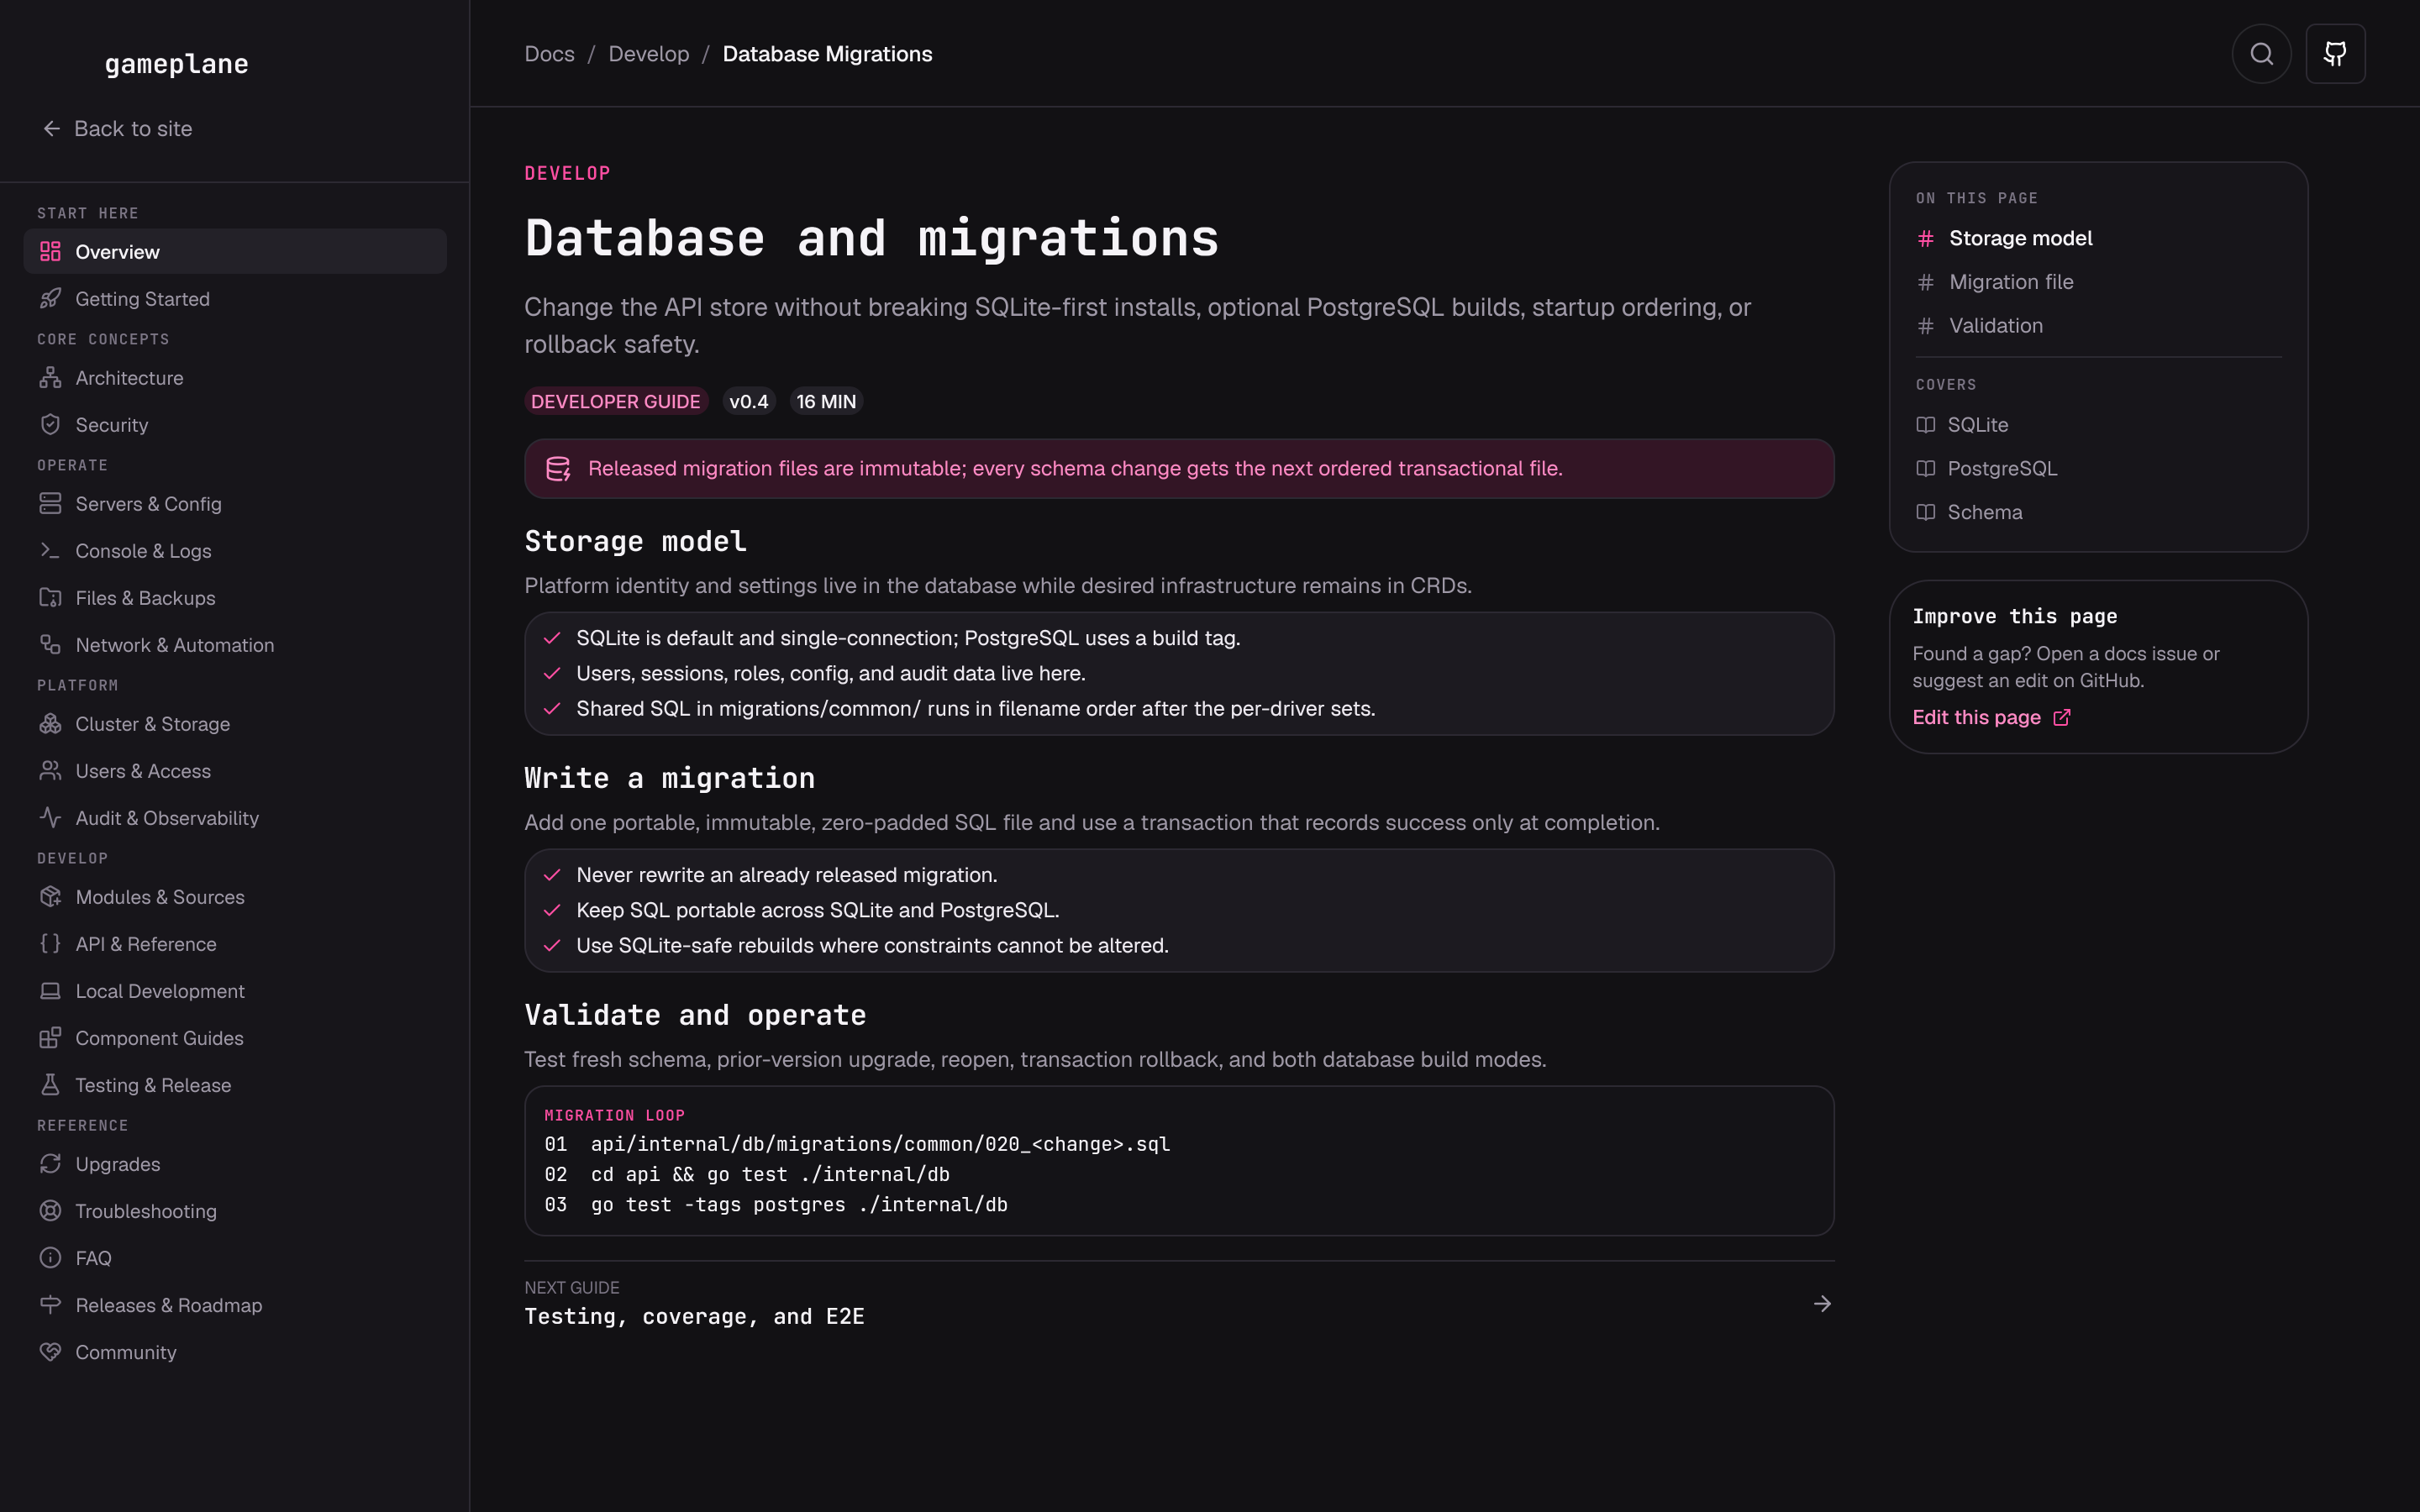 gameplane
Back to site
START HERE
Overview
Getting Started
CORE CONCEPTS
Architecture
Security
OPERATE
Servers & Config
Console & Logs
Files & Backups
Network & Automation
PLATFORM
Cluster & Storage
Users & Access
Audit & Observability
DEVELOP
Modules & Sources
API & Reference
Local Development
Component Guides
Testing & Release
REFERENCE
Upgrades
Troubleshooting
FAQ
Releases & Roadmap
Community
Docs / Develop / Database Migrations
DEVELOP
Database and migrations
Change the API store without breaking SQLite-first installs, optional PostgreSQL builds, startup ordering, or
rollback safety.
DEVELOPER GUIDE v0.4 16 MIN
Released migration files are immutable; every schema change gets the next ordered transactional file.
Storage model
Platform identity and settings live in the database while desired infrastructure remains in CRDs.
SQLite is default and single-connection; PostgreSQL uses a build tag.
Users, sessions, roles, config, and audit data live here.
Shared SQL in migrations/common/ runs in filename order after the per-driver sets.
Write a migration
Add one portable, immutable, zero-padded SQL file and use a transaction that records success only at completion.
Never rewrite an already released migration.
Keep SQL portable across SQLite and PostgreSQL.
Use SQLite-safe rebuilds where constraints cannot be altered.
Validate and operate
Test fresh schema, prior-version upgrade, reopen, transaction rollback, and both database build modes.
MIGRATION LOOP
01 api/internal/db/migrations/common/020_<change>.sql
02 cd api && go test ./internal/db
03 go test -tags postgres ./internal/db
NEXT GUIDE
Testing, coverage, and E2E
ON THIS PAGE
# Storage model
# Migration file
# Validation
COVERS
SQLite
PostgreSQL
Schema
Improve this page
Found a gap? Open a docs issue or
suggest an edit on GitHub.
Edit this page